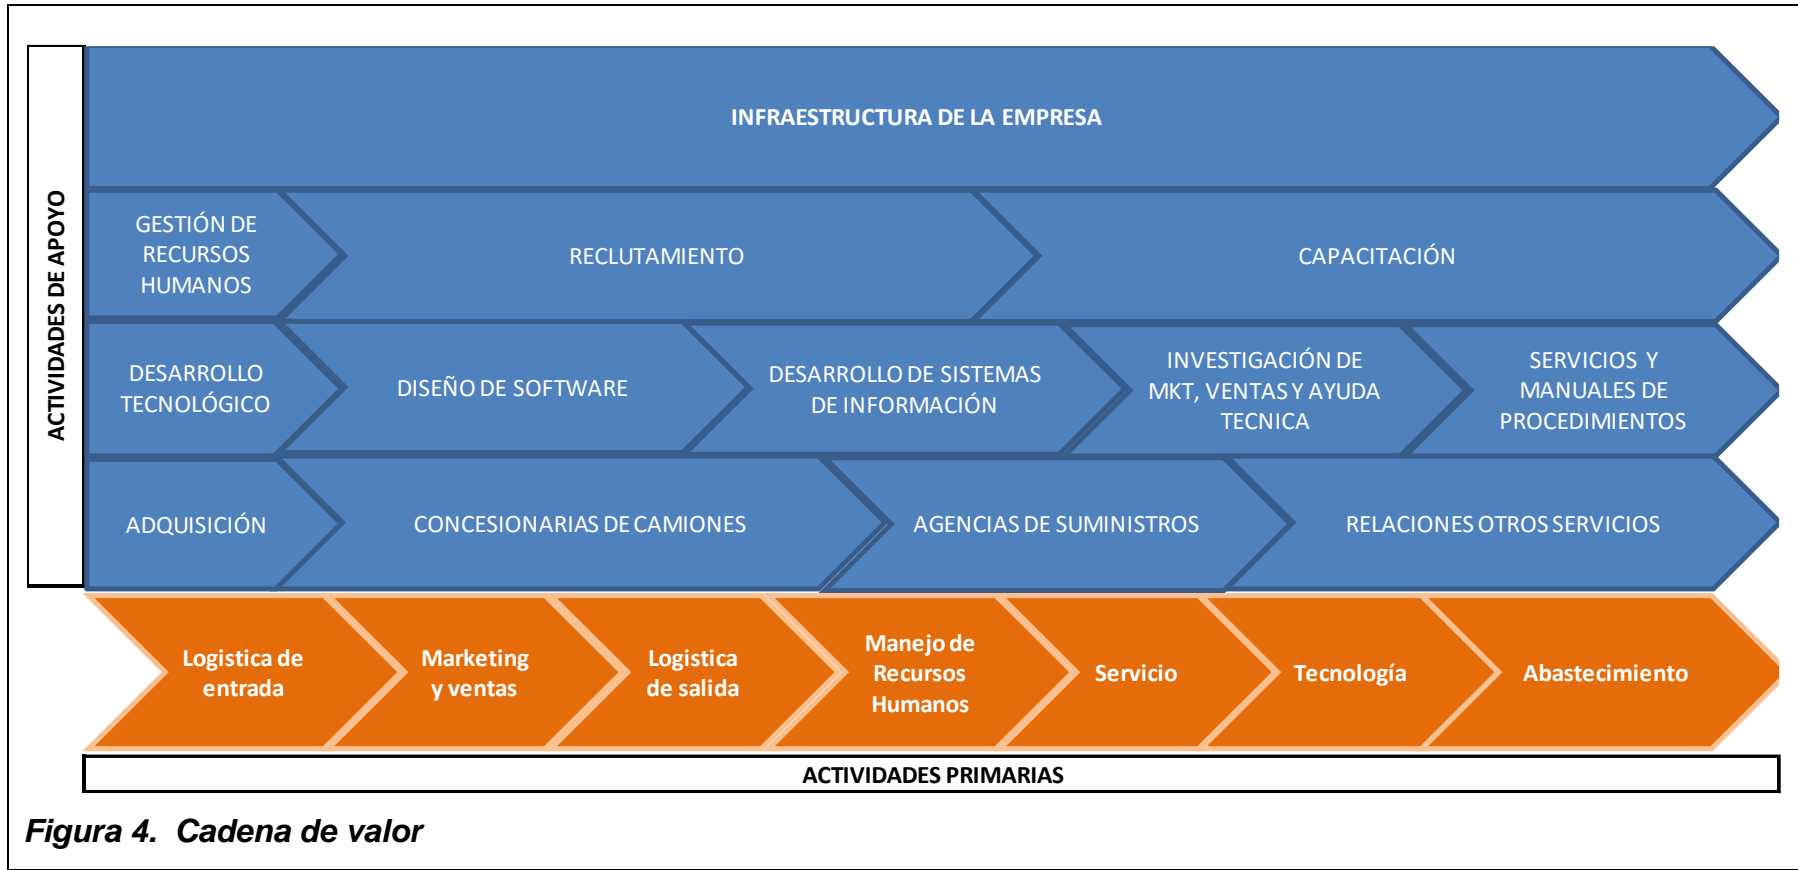 ACTIVIDADES DE APOYO
INFRAESTRUCTURA DE LA EMPRESA
GESTIÓN DE
RECURSOS
HUMANOS
RECLUTAMIENTO
CAPACITACIÓN
DESARROLLO
TECNOLÓGICO
DISEÑO DE SOFTWARE
DESARROLLO DE SISTEMAS
DE INFORMACIÓN
INVESTIGACIÓN DE
MKT, VENTAS Y AYUDA
TECNICA
SERVICIOS Y
MANUALES DE
PROCEDIMIENTOS
ADQUISICIÓN
CONCESIONARIAS DE CAMIONES
AGENCIAS DE SUMINISTROS
RELACIONES OTROS SERVICIOS
Logistica de
entrada
Marketing
y ventas
Logistica
de salida
Manejo de
Recursos
Humanos
Servicio
Tecnología
Abastecimiento
ACTIVIDADES PRIMARIAS
Figura 4. Cadena de valor